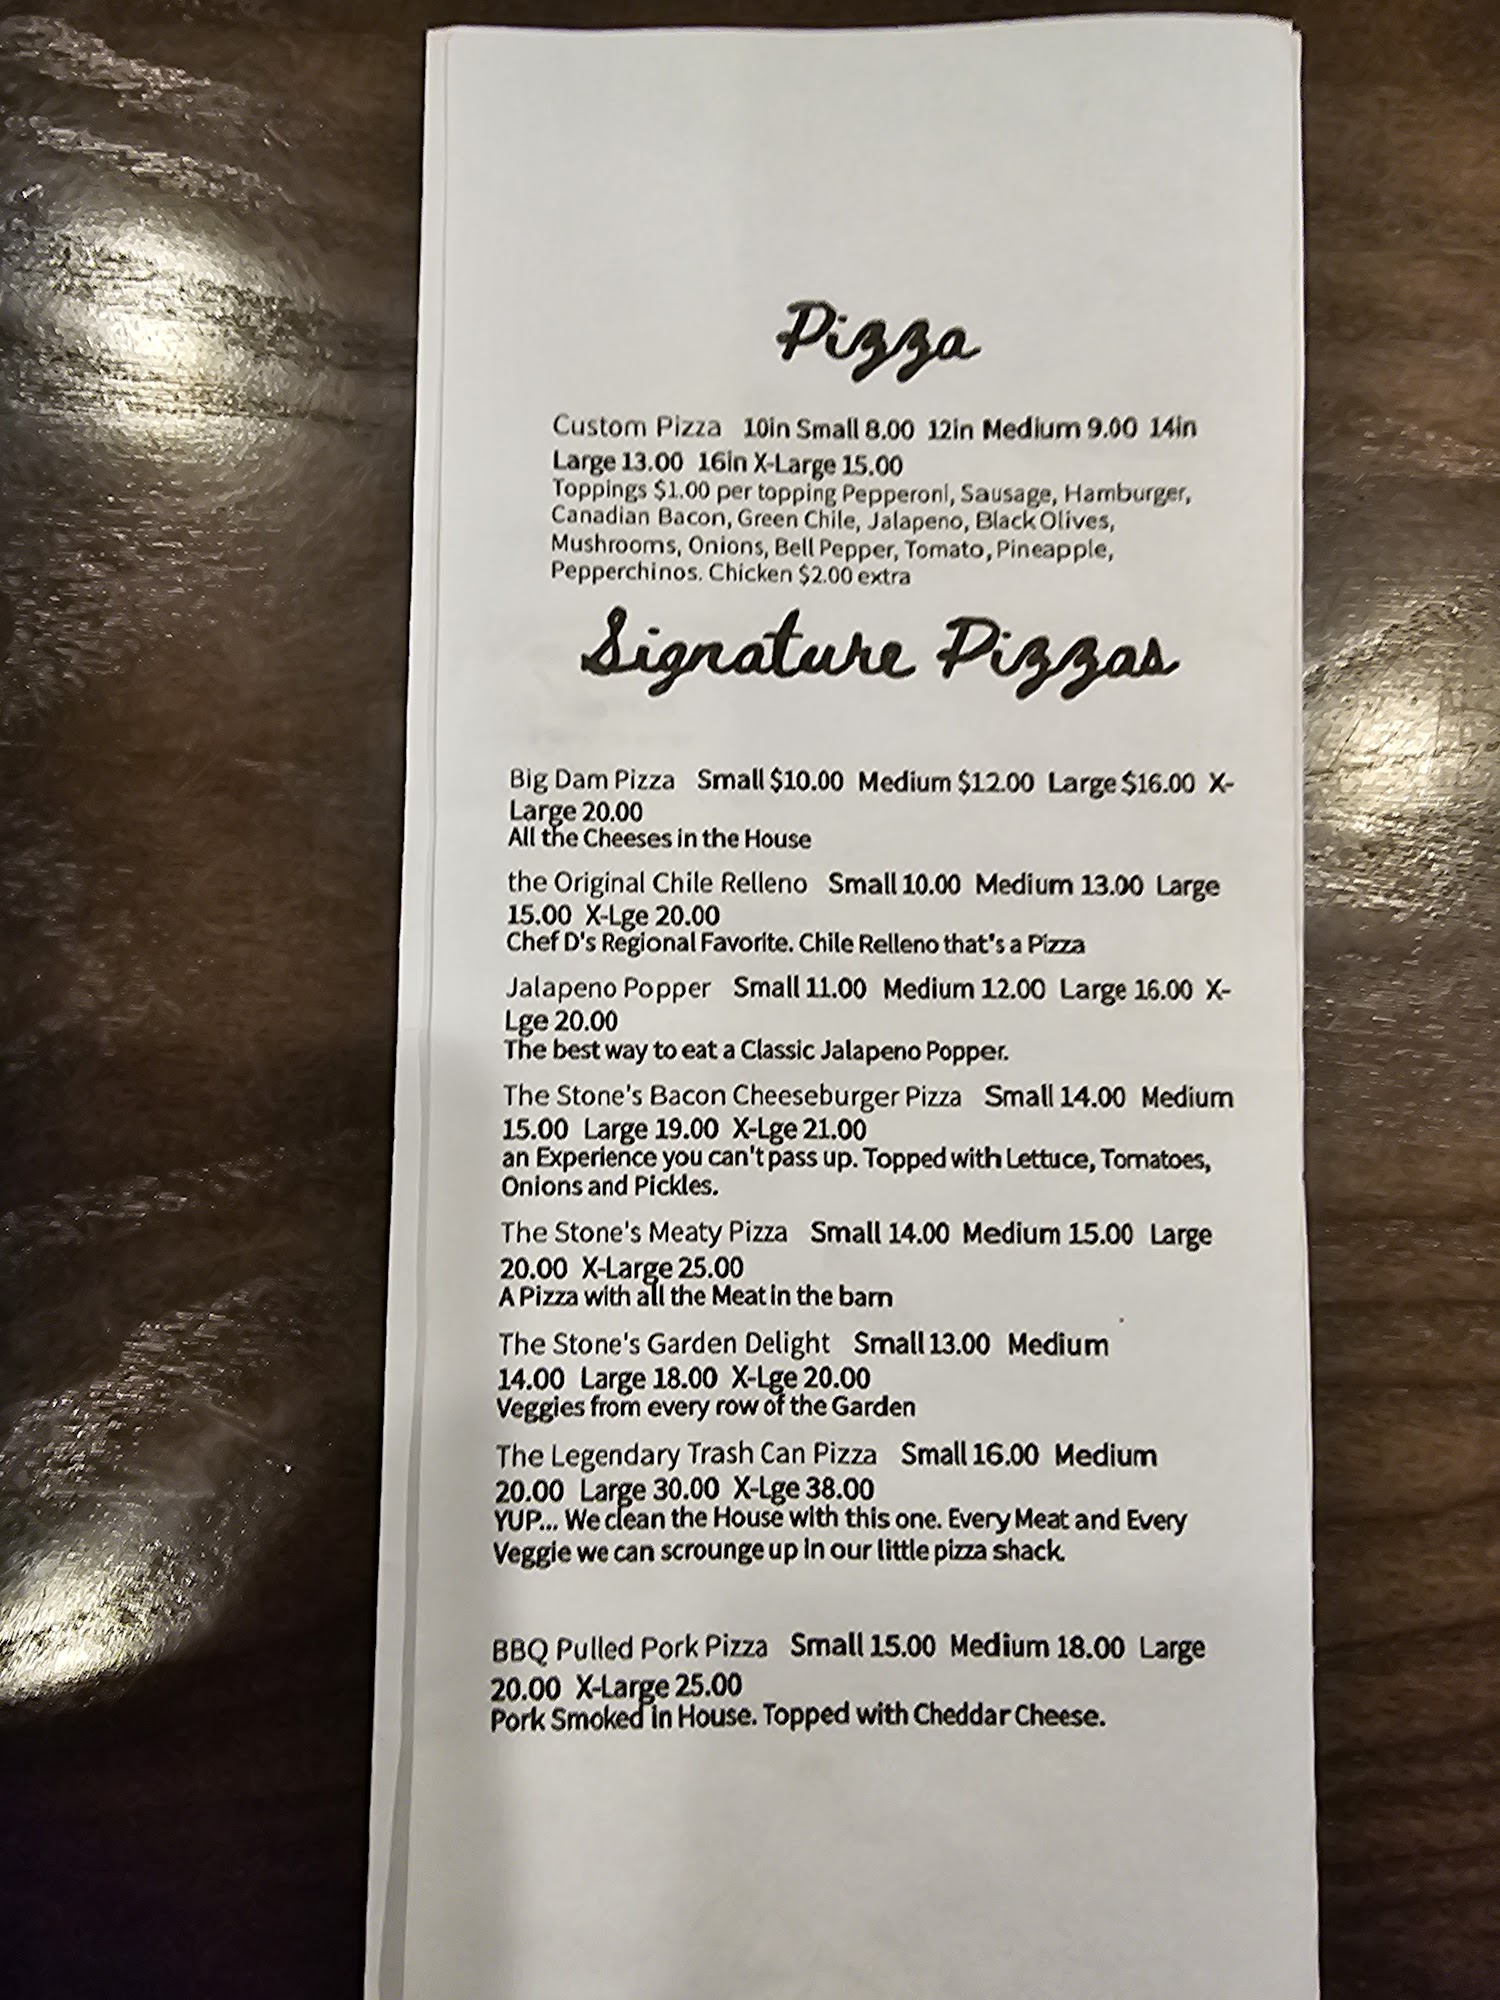 Pizza
Custom Pizza 10in Small 8.00 12in Medium 9.00 14in
Large 13.00 16in X-Large 15.00
Toppings $1.00 per topping Pepperoni, Sausage, Hamburger,
Canadian Bacon, Green Chile, Jalapeno, Black Olives,
Mushrooms, Onions, Bell Pepper, Tomato, Pineapple,
Pepperchinos. Chicken $2.00 extra
Signature Pizzas
Big Dam Pizza Small $10.00 Medium $12.00 Large $16.00 X-
Large 20.00
All the Cheeses in the House
the Original Chile Relleno Small 10.00 Medium 13.00 Large
15.00 X-Lge 20.00
Chef D's Regional Favorite. Chile Relleno that's a Pizza
Jalapeno Popper Small 11.00 Medium 12.00 Large 16.00 X-
Lge 20.00
The best way to eat a Classic Jalapeno Popper.
The Stone's Bacon Cheeseburger Pizza Small 14.00 Medium
15.00 Large 19.00 X-Lge 21.00
an Experience you can't pass up. Topped with Lettuce, Tomatoes,
Onions and Pickles.
The Stone's Meaty Pizza Small 14.00 Medium 15.00 Large
20.00 X-Large 25.00
A Pizza with all the Meat in the barn
The Stone's Garden Delight Small 13.00 Medium
14.00 Large 18.00 X-Lge 20.00
Veggies from every row of the Garden
The Legendary Trash Can Pizza Small 16.00 Medium
20.00 Large 30.00 X-Lge 38.00
YUP... We clean the House with this one. Every Meat and Every
Veggie we can scrounge up in our little pizza shack.
BBQ Pulled Pork Pizza Small 15.00 Medium 18.00 Large
20.00 X-Large 25.00
Pork Smoked in House. Topped with Cheddar Cheese.